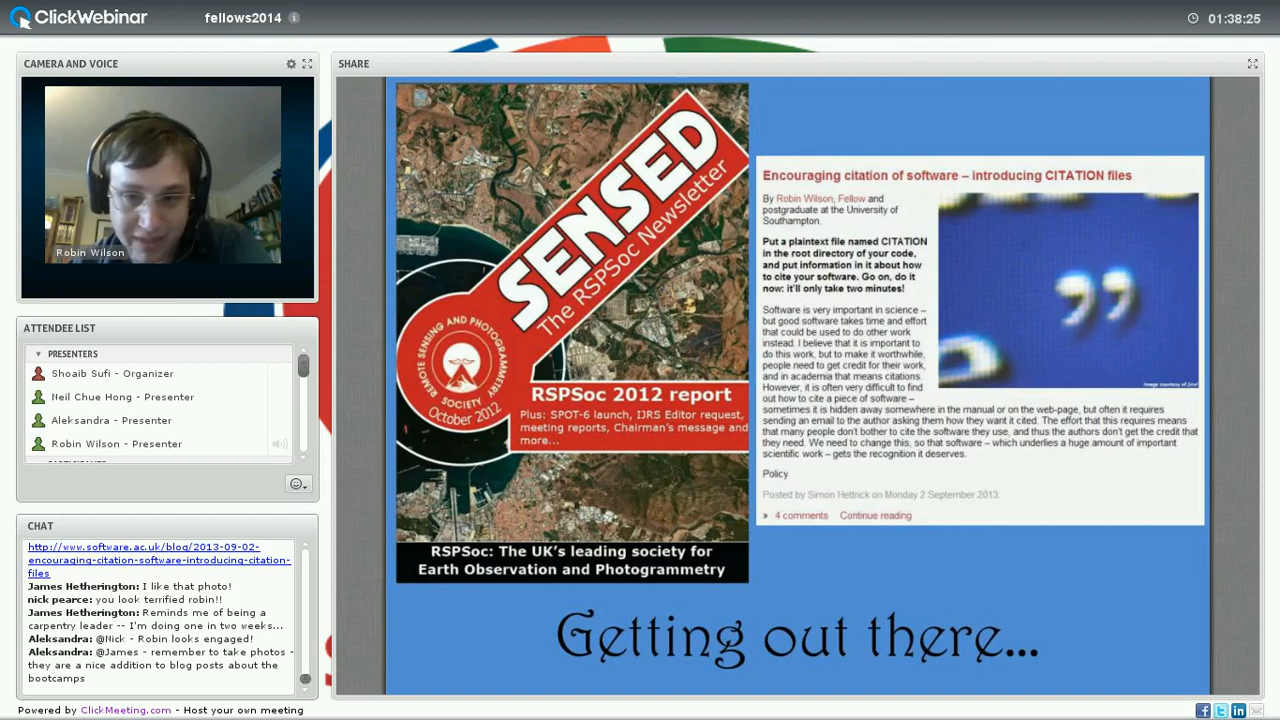 ClickWebinar
fellows2014
01:38:25
CAMERA AND VOICE
Robin Wilson
ATTENDEE LIST
PRESENTERS
Shoaib Sufi - Organizer
Neil Chue Hong - Presenter
Aleksandra - Presenter
Robin Wilson - Presenter
CHAT
http://www.software.ac.uk/blog/2013-09-02-
encouraging-citation-software-introducing-citation-
files
James Hetherington: I like that photo!
nick pearce: you look terrified robin!!
James Hetherington: Reminds me of being a
carpentry leader -- I'm doing one in two weeks...
Aleksandra: @Nick - Robin looks engaged!
Aleksandra: @James - remember to take photos -
they are a nice addition to blog posts about the
bootcamps
SHARE
SENSED
The RSPSoc Newsletter
REMOTE SENSING AND PHOTOGRAMMETRY
SOCIETY
October 2012
RSPSoc 2012 report
Plus: SPOT-6 launch, IJRS Editor request,
meeting reports, Chairman's message and
more...
RSPSoc: The UK's leading society for
Earth Observation and Photogrammetry
Encouraging citation of software – introducing CITATION files
By Robin Wilson, Fellow and
postgraduate at the University of
Southampton.
Put a plaintext file named CITATION
in the root directory of your code,
and put information in it about how
to cite your software. Go on, do it
now: it'll only take two minutes!
Software is very important in science –
but good software takes time and effort
that could be used to do other work
instead. I believe that it is important to
do this work, but to make it worthwhile,
people need to get credit for their work,
and in academia that means citations.
However, it is often very difficult to find
out how to cite a piece of software –
sometimes it is hidden away somewhere in the manual or on the web-page, but often it requires
sending an email to the author asking them how they want it cited. The effort that this requires means
that many people don't bother to cite the software they use, and thus the authors don't get the credit that
they need. We need to change this, so that software – which underlies a huge amount of important
scientific work – gets the recognition it deserves.
Policy
Posted by Simon Hettrick on Monday 2 September 2013.
» 4 comments Continue reading
Getting out there...
Powered by ClickMeeting.com - Host your own meeting